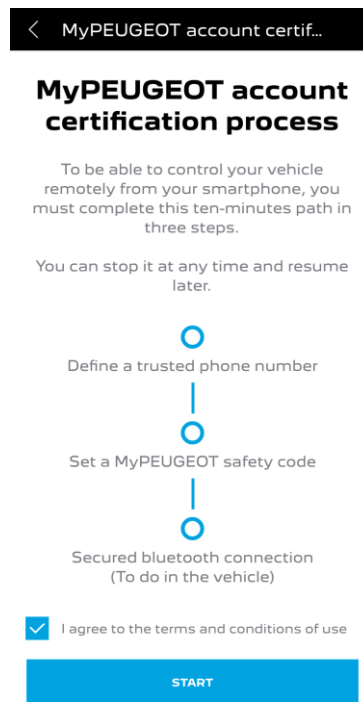 MyPEUGEOT account certif...
MyPEUGEOT account
certification process
To be able to control your vehicle
remotely from your smartphone, you
must complete this ten-minutes path in
three steps.
You can stop it at any time and resume
later.
Define a trusted phone number
Set a MyPEUGEOT safety code
Secured bluetooth connection
(To do in the vehicle)
I agree to the terms and conditions of use
START